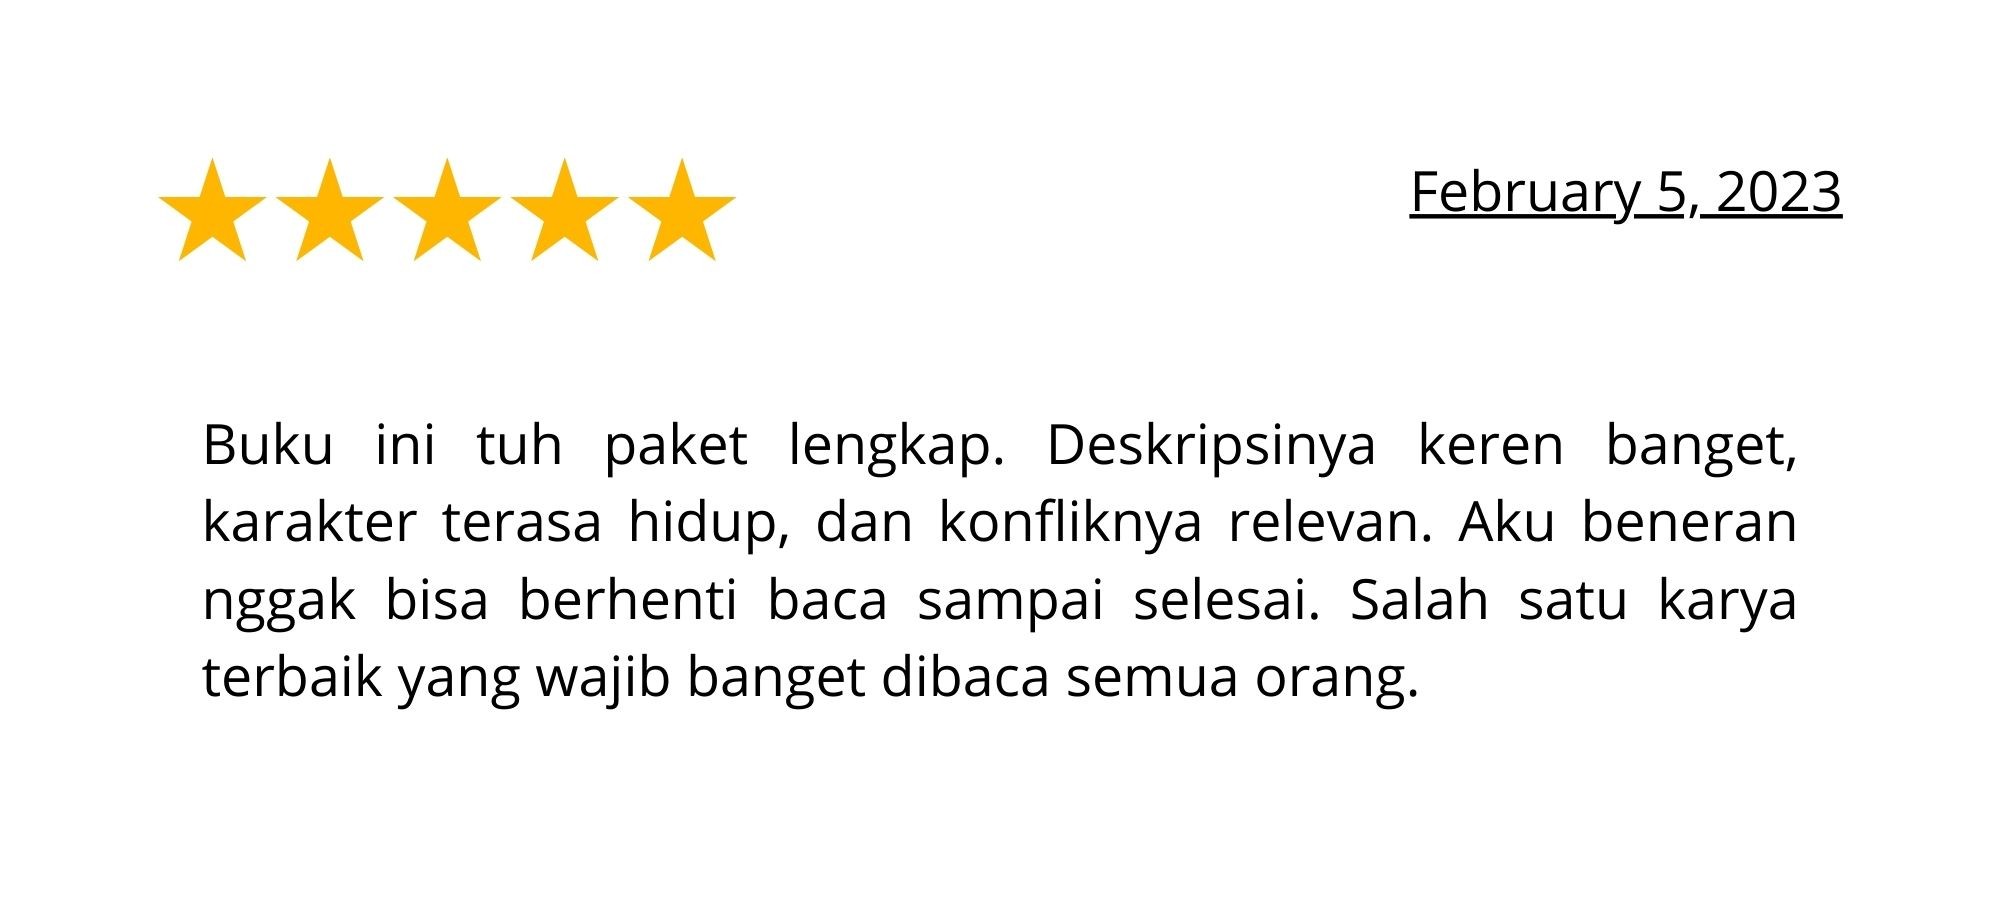 February 5, 2023
Buku ini tuh paket lengkap. Deskripsinya keren banget,
karakter terasa hidup, dan konfliknya relevan. Aku beneran
nggak bisa berhenti baca sampai selesai. Salah satu karya
terbaik yang wajib banget dibaca semua orang.